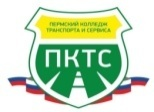 ПЕРМСКИЙ КОЛЛЕДЖ
ТРАНСПОРТА И СЕРВИСА
ПКТС